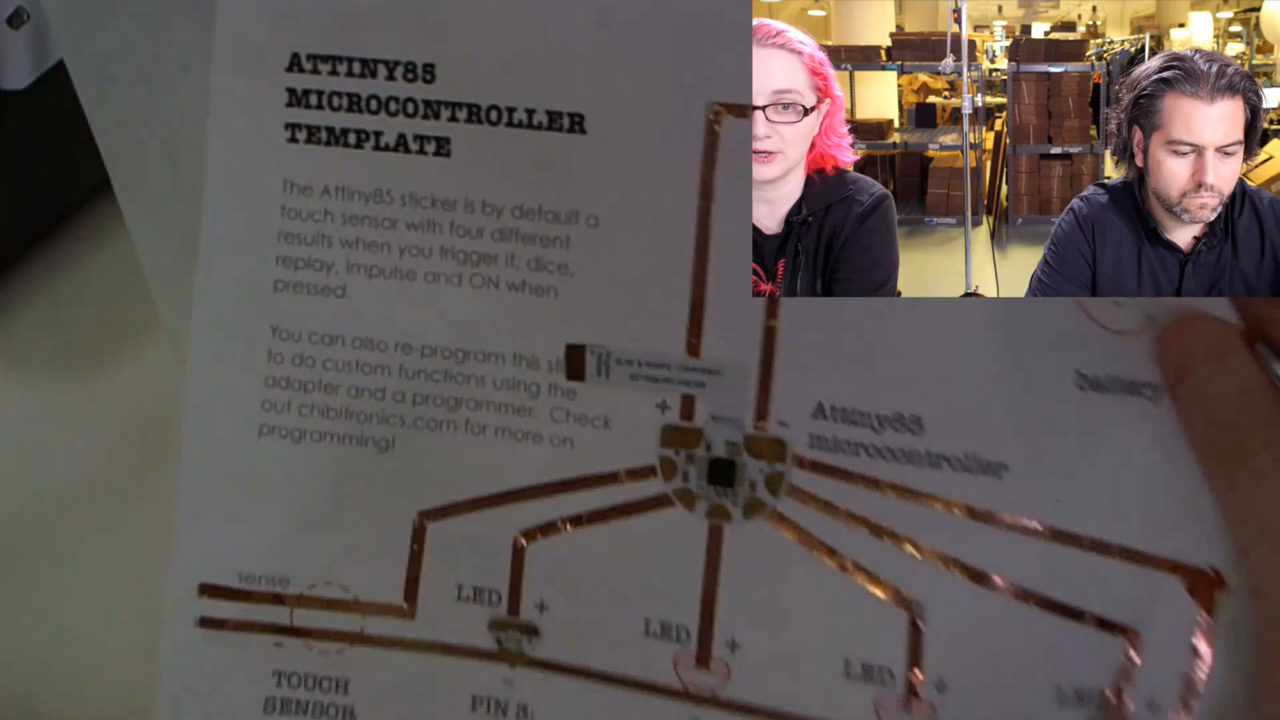 ATTINY85
MICROCONTROLLER
TEMPLATE
The Attiny85 sticker is by default a
touch sensor with four different
results when you trigger it: dice,
replay, impulse and ON when
pressed.
You can also re-program this
to do custom functions using the
adapter and a programmer. Check
out chibitronics.com for more on
programming!
battery
+
-
Attiny85
microcontroller
sense
LED +
LED +
LED +
LED +
TOUCH
SENSOR
PIN 3: